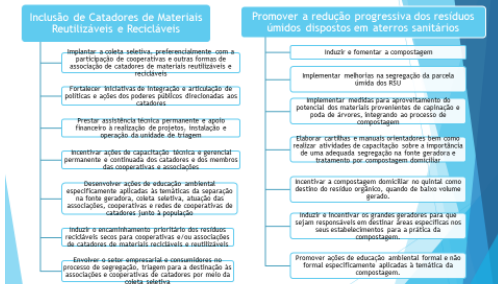 Inclusão de Catadores de Materiais
Reutilizáveis e Recicláveis
Implantar a coleta seletiva, preferencialmente com a
participação de cooperativas e outras formas de
associação de catadores de materiais reutilizáveis e
recicláveis
Fortalecer iniciativas de integração e articulação de
políticas e ações dos poderes públicos direcionadas aos
catadores
Prestar assistência técnica permanente e apoio
financeiro à realização de projetos, instalação e
operação da unidade de triagem
Incentivar ações de capacitação técnica e gerencial
permanente e continuada dos catadores e dos membros
das cooperativas e associações
Desenvolver ações de educação ambiental
especificamente aplicadas às temáticas da separação
na fonte geradora, coleta seletiva, atuação das
associações, cooperativas e redes de cooperativas de
catadores junto à população
Induzir o encaminhamento prioritário dos resíduos
recicláveis secos para cooperativas e/ou associações
de catadores de materiais recicláveis e reutilizáveis
Envolver o setor empresarial e consumidores no
processo de segregação, triagem para a destinação às
associações e cooperativas de catadores por meio da
coleta seletiva
Promover a redução progressiva dos resíduos
úmidos dispostos em aterros sanitários
Induzir e fomentar a compostagem
Implementar melhorias na segregação da parcela
úmida dos RSU
Implementar medidas para aproveitamento do
potencial dos materiais provenientes de capinação e
poda de árvores, integrando ao processo de
compostagem
Elaborar cartilhas e manuais orientadores bem como
realizar atividades de capacitação sobre a importância
de uma adequada segregação na fonte geradora e
tratamento por compostagem domiciliar
Incentivar a compostagem domiciliar no quintal como
destino do resíduo orgânico, quando de baixo volume
gerado.
Induzir e incentivar os grandes geradores para que
sejam responsáveis em destinar áreas específicas nos
seus estabelecimentos para a prática da
compostagem.
Promover ações de educação ambiental formal e não
formal especificamente aplicadas à temática da
compostagem.